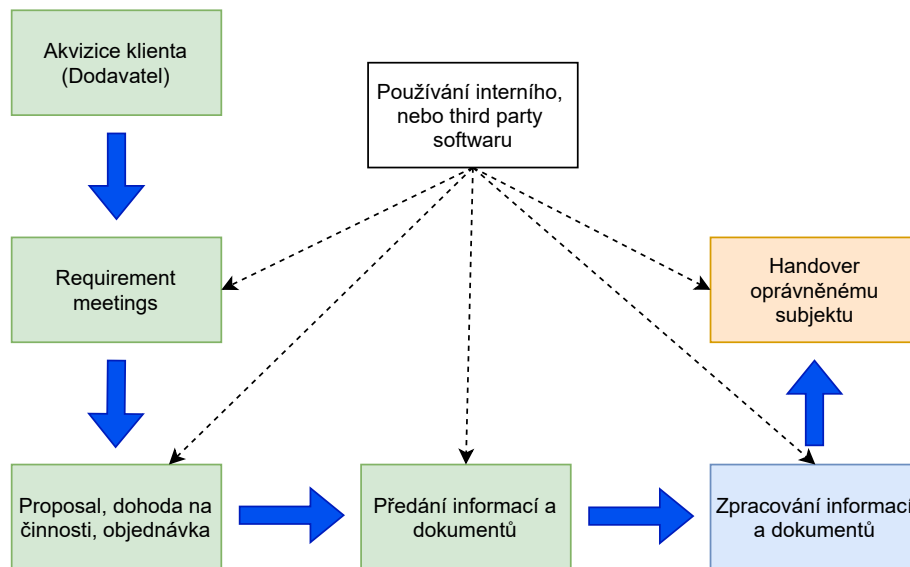 Akvizice klienta
(Dodavatel)
Používání interního,
nebo third party
softwaru
Requirement
meetings
Handover
oprávněnému
subjektu
Proposal, dohoda na
činnosti, objednávka
Předání informací a
dokumentů
Zpracování informací
a dokumentů